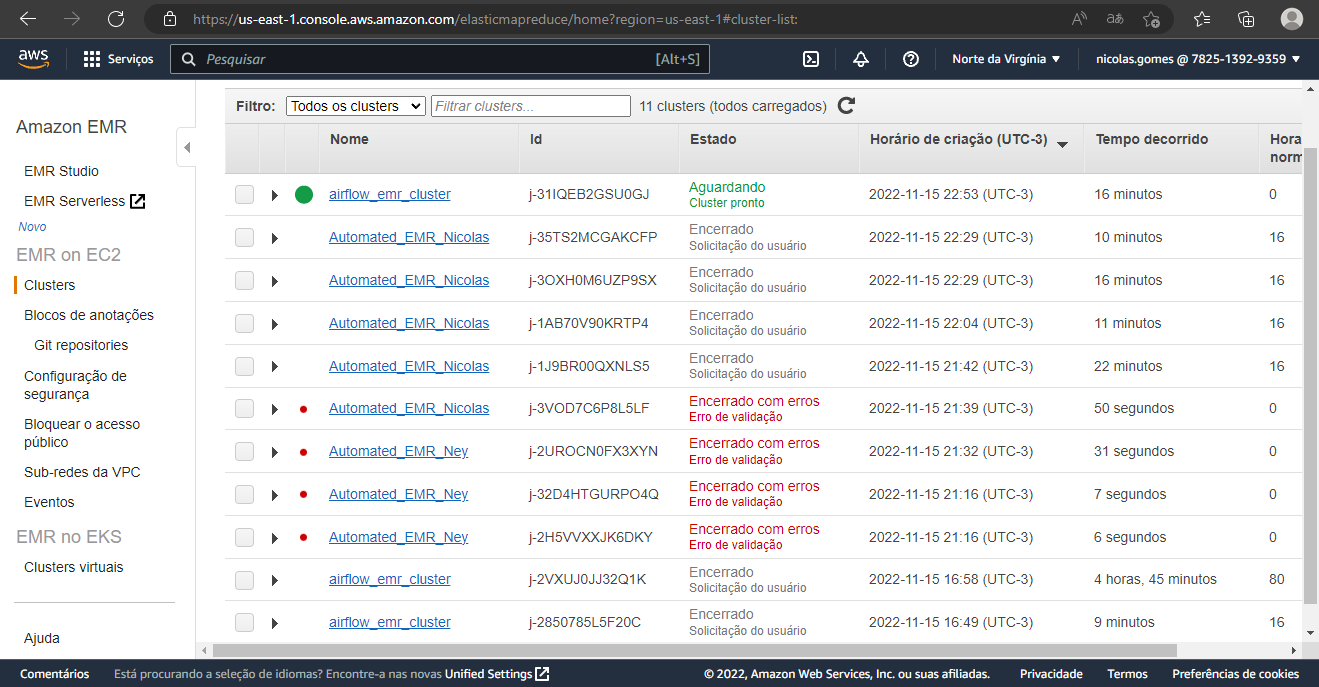 https://us-east-1.console.aws.amazon.com/elasticmapreduce/home?region=us-east-1#cluster-list:
aws Serviços Pesquisar [Alt+S] Norte da Virgínia nicolas.gomes @ 7825-1392-9359
Amazon EMR
EMR Studio
EMR Serverless
Novo
EMR on EC2
Clusters
Blocos de anotações
Git repositories
Configuração de
segurança
Bloquear o acesso
público
Sub-redes da VPC
Eventos
EMR no EKS
Clusters virtuais
Ajuda
Filtro: Todos os clusters Filtrar clusters... 11 clusters (todos carregados)
Nome Id Estado Horário de criação (UTC-3) Tempo decorrido Hora
norm
airflow_emr_cluster j-31IQEB2GSU0GJ Aguardando 2022-11-15 22:53 (UTC-3) 16 minutos 0
Cluster pronto
Automated_EMR_Nicolas j-35TS2MCGAKCFP Encerrado 2022-11-15 22:29 (UTC-3) 10 minutos 16
Solicitação do usuário
Automated_EMR_Nicolas j-3OXH0M6UZP9SX Encerrado 2022-11-15 22:29 (UTC-3) 16 minutos 16
Solicitação do usuário
Automated_EMR_Nicolas j-1AB70V90KRTP4 Encerrado 2022-11-15 22:04 (UTC-3) 11 minutos 16
Solicitação do usuário
Automated_EMR_Nicolas j-1J9BR00QXNLS5 Encerrado 2022-11-15 21:42 (UTC-3) 22 minutos 16
Solicitação do usuário
Automated_EMR_Nicolas j-3VOD7C6P8L5LF Encerrado com erros 2022-11-15 21:39 (UTC-3) 50 segundos 0
Erro de validação
Automated_EMR_Ney j-2UROCN0FX3XYN Encerrado com erros 2022-11-15 21:32 (UTC-3) 31 segundos 0
Erro de validação
Automated_EMR_Ney j-32D4HTGURPO4Q Encerrado com erros 2022-11-15 21:16 (UTC-3) 7 segundos 0
Erro de validação
Automated_EMR_Ney j-2H5VVXXJK6DKY Encerrado com erros 2022-11-15 21:16 (UTC-3) 6 segundos 0
Erro de validação
airflow_emr_cluster j-2VXUJ0JJ32Q1K Encerrado 2022-11-15 16:58 (UTC-3) 4 horas, 45 minutos 80
Solicitação do usuário
airflow_emr_cluster j-2850785L5F20C Encerrado 2022-11-15 16:49 (UTC-3) 9 minutos 16
Solicitação do usuário
Comentários Está procurando a seleção de idiomas? Encontre-a nas novas Unified Settings © 2022, Amazon Web Services, Inc. ou suas afiliadas. Privacidade Termos Preferências de cookies